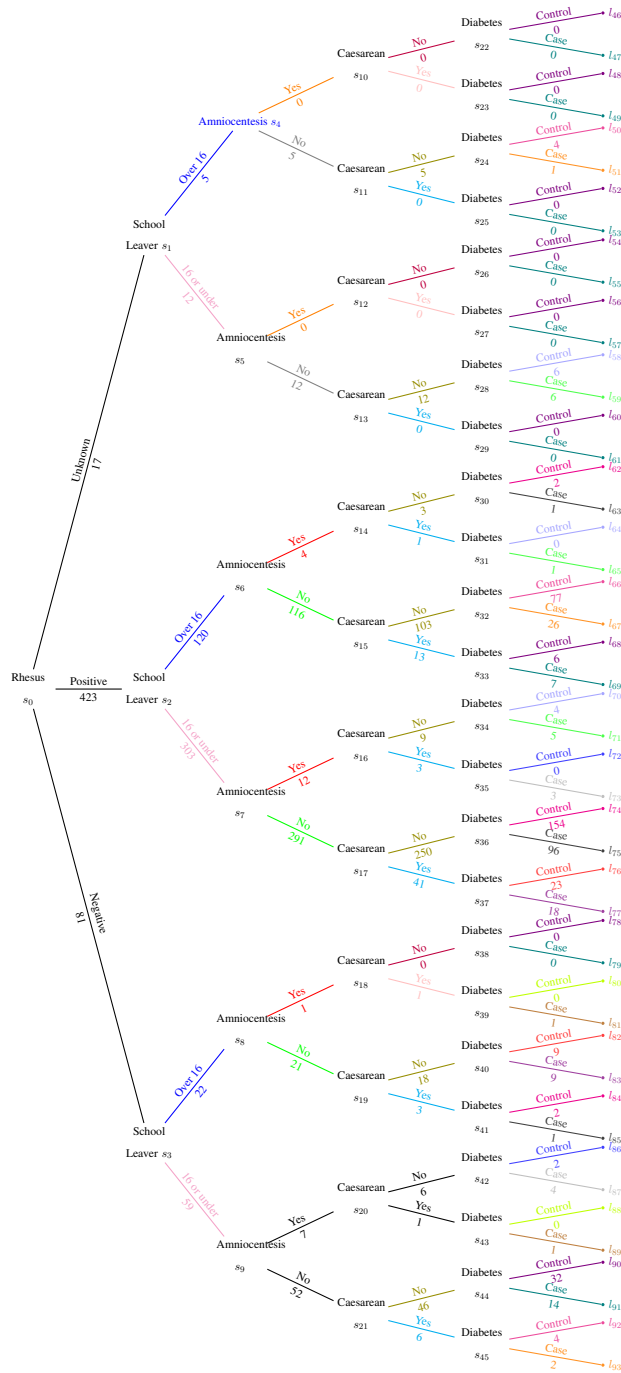 Diabetes
s22
Control
0
l46
Case
0
l47
Caesarean
s10
No
0
Yes
0
Diabetes
s23
Control
0
l48
Case
0
l49
Amniocentesis s4
Yes
0
No
5
Diabetes
s24
Control
4
l50
Case
1
l51
Caesarean
s11
No
5
Yes
0
Diabetes
s25
Control
0
l52
Case
0
l53
School
Leaver s1
Over 16
5
16 or under
12
Diabetes
s26
Control
0
l54
Case
0
l55
Caesarean
s12
No
0
Yes
0
Diabetes
s27
Control
0
l56
Case
0
l57
Amniocentesis
s5
Yes
0
No
12
Diabetes
s28
Control
6
l58
Case
6
l59
Caesarean
s13
No
12
Yes
0
Diabetes
s29
Control
0
l60
Case
0
l61
Unknown
17
Diabetes
s30
Control
2
l62
Case
1
l63
Caesarean
s14
No
3
Yes
1
Diabetes
s31
Control
0
l64
Case
1
l65
Amniocentesis
s6
Yes
4
No
116
Diabetes
s32
Control
77
l66
Case
26
l67
Caesarean
s15
No
103
Yes
13
Diabetes
s33
Control
6
l68
Case
7
l69
Rhesus
s0
Positive
423
School
Leaver s2
Over 16
120
16 or under
303
Diabetes
s34
Control
4
l70
Case
5
l71
Caesarean
s16
No
9
Yes
3
Diabetes
s35
Control
0
l72
Case
3
l73
Amniocentesis
s7
Yes
12
No
291
Diabetes
s36
Control
154
l74
Case
96
l75
Caesarean
s17
No
250
Yes
41
Diabetes
s37
Control
23
l76
Case
18
l77
Negative
81
Diabetes
s38
Control
0
l78
Case
0
l79
Caesarean
s18
No
0
Yes
1
Diabetes
s39
Control
0
l80
Case
1
l81
Amniocentesis
s8
Yes
1
No
21
Diabetes
s40
Control
9
l82
Case
9
l83
Caesarean
s19
No
18
Yes
3
Diabetes
s41
Control
2
l84
Case
1
l85
School
Leaver s3
Over 16
22
16 or under
59
Diabetes
s42
Control
2
l86
Case
4
l87
Caesarean
s20
No
6
Yes
1
Diabetes
s43
Control
0
l88
Case
1
l89
Amniocentesis
s9
Yes
7
No
52
Diabetes
s44
Control
32
l90
Case
14
l91
Caesarean
s21
No
46
Yes
6
Diabetes
s45
Control
4
l92
Case
2
l93